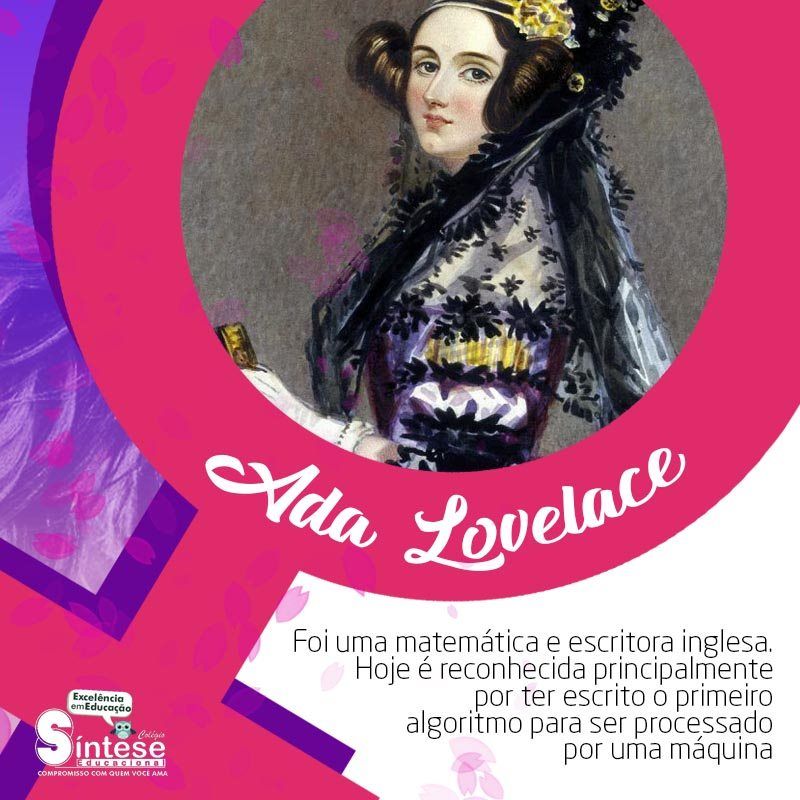 Ada Lovelace
Foi uma matemática e escritora inglesa.
Hoje é reconhecida principalmente
por ter escrito o primeiro
algoritmo para ser processado
por uma máquina
Excelência
em Educação
Colégio
Síntese
Educacional
COMPROMISSO COM QUEM VOCE AMA